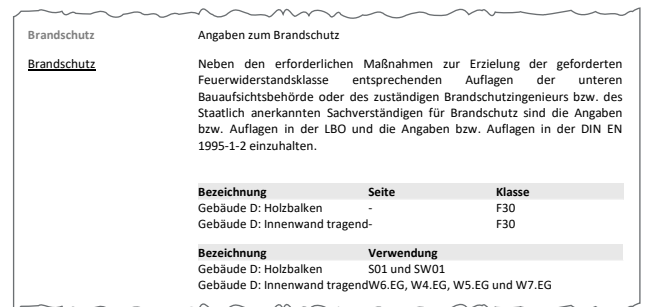 Brandschutz Angaben zum Brandschutz
Brandschutz Neben den erforderlichen Maßnahmen zur Erzielung der geforderten
Feuerwiderstandsklasse entsprechenden Auflagen der unteren
Bauaufsichtsbehörde oder des zuständigen Brandschutzingenieurs bzw. des
Staatlich anerkannten Sachverständigen für Brandschutz sind die Angaben
bzw. Auflagen in der LBO und die Angaben bzw. Auflagen in der DIN EN
1995-1-2 einzuhalten.
Bezeichnung Seite Klasse
Gebäude D: Holzbalken - F30
Gebäude D: Innenwand tragend- F30
Bezeichnung Verwendung
Gebäude D: Holzbalken S01 und SW01
Gebäude D: Innenwand tragendW6.EG, W4.EG, W5.EG und W7.EG